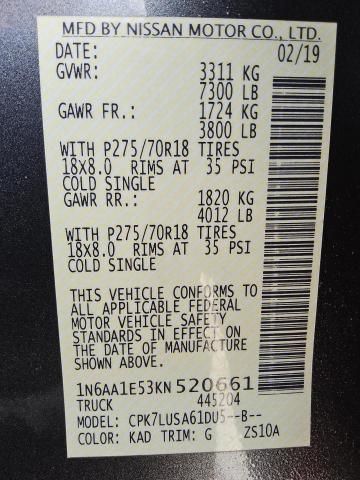 MFD BY NISSAN MOTOR CO., LTD.
DATE: 02/19
GVWR: 3311 KG
7300 LB
GAWR FR.: 1724 KG
3800 LB
WITH P275/70R18 TIRES
18X8.0 RIMS AT 35 PSI
COLD SINGLE
GAWR RR.: 1820 KG
4012 LB
WITH P275/70R18 TIRES
18X8.0 RIMS AT 35 PSI
COLD SINGLE
THIS VEHICLE CONFORMS TO
ALL APPLICABLE FEDERAL
MOTOR VEHICLE SAFETY
STANDARDS IN EFFECT ON
THE DATE OF MANUFACTURE
SHOWN ABOVE.
1N6AA1E53KN520661
TRUCK 445204
MODEL: CPK7LUSA61DU5--B--
COLOR: KAD TRIM: G ZS10A